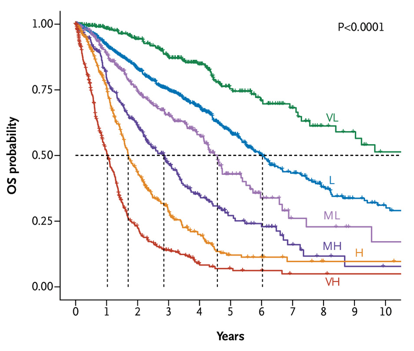 P<0.0001
1.00
0.75
0.50
0.25
0.00
OS probability
VL
L
ML
MH
H
VH
0 1 2 3 4 5 6 7 8 9 10
Years